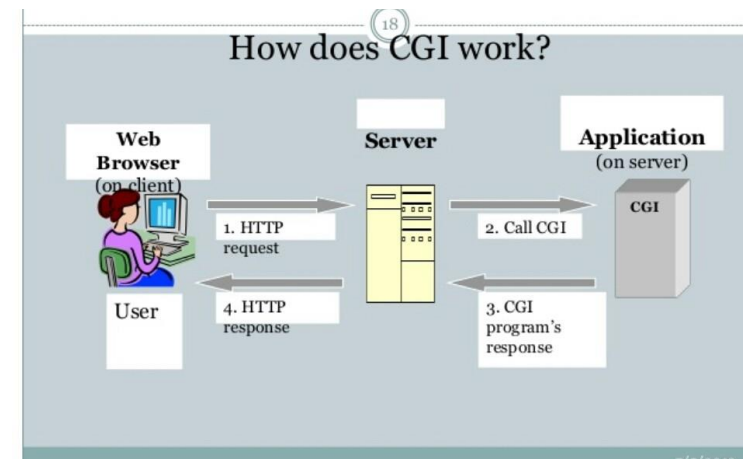 18
How does CGI work?
Web
Browser
(on client)
Server
Application
(on server)
CGI
1. HTTP
request
2. Call CGI
User
4. HTTP
response
3. CGI
program's
response